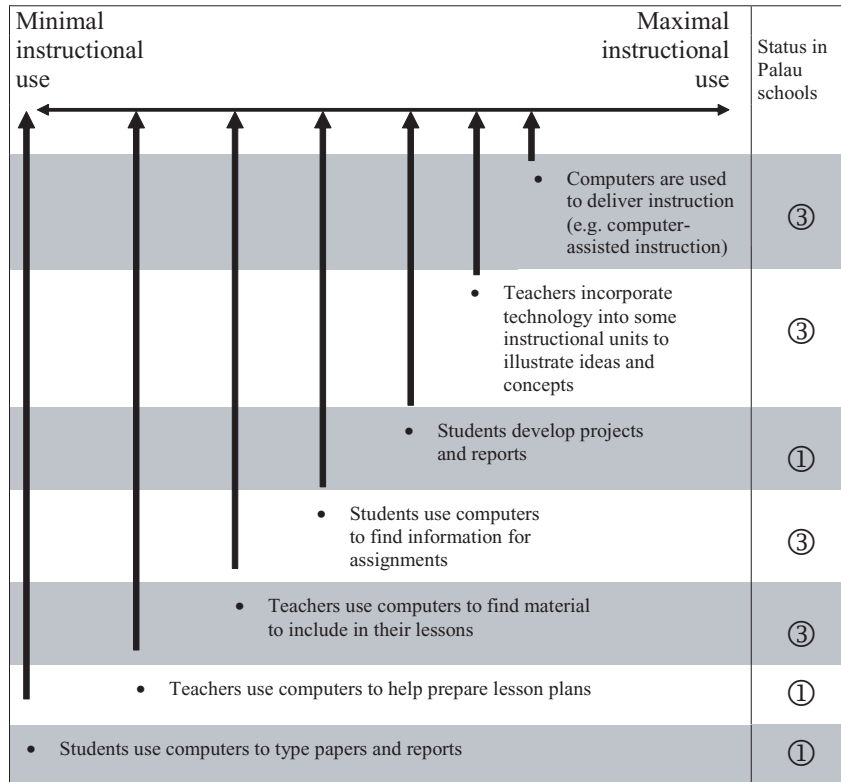 Minimal
instructional
use
Maximal
instructional
use
Status in
Palau
schools
• Computers are used
to deliver instruction
(e.g. computer-
assisted instruction)
③
• Teachers incorporate
technology into some
instructional units to
illustrate ideas and
concepts
③
• Students develop projects
and reports
①
• Students use computers
to find information for
assignments
③
• Teachers use computers to find material
to include in their lessons
③
• Teachers use computers to help prepare lesson plans
①
• Students use computers to type papers and reports
①